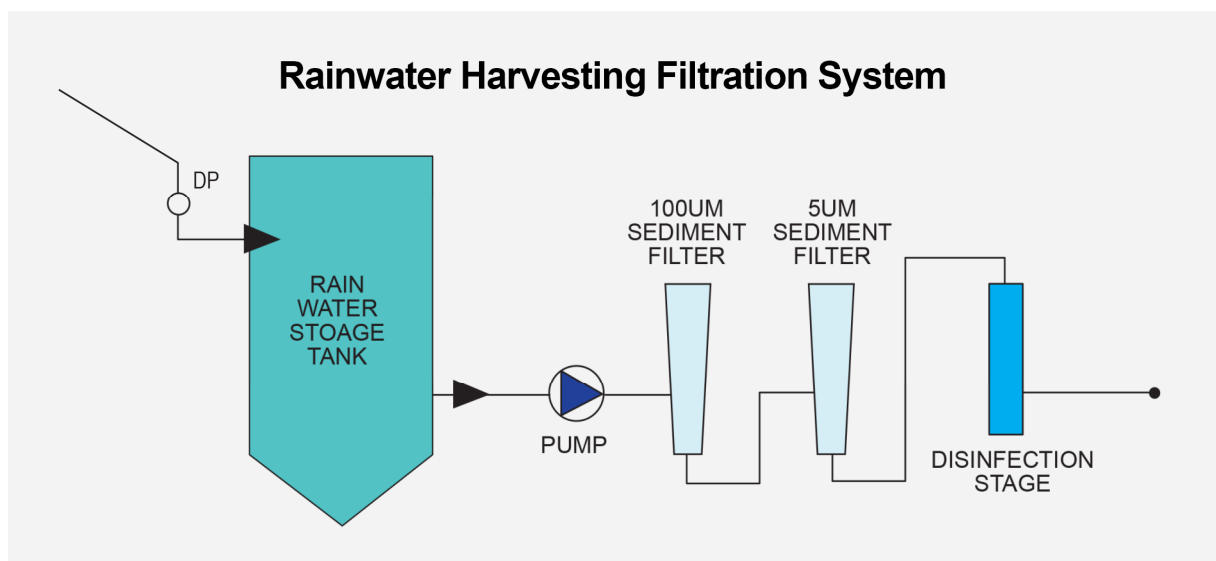 Rainwater Harvesting Filtration System
DP
RAIN
WATER
STOAGE
TANK
PUMP
100UM
SEDIMENT
FILTER
5UM
SEDIMENT
FILTER
DISINFECTION
STAGE